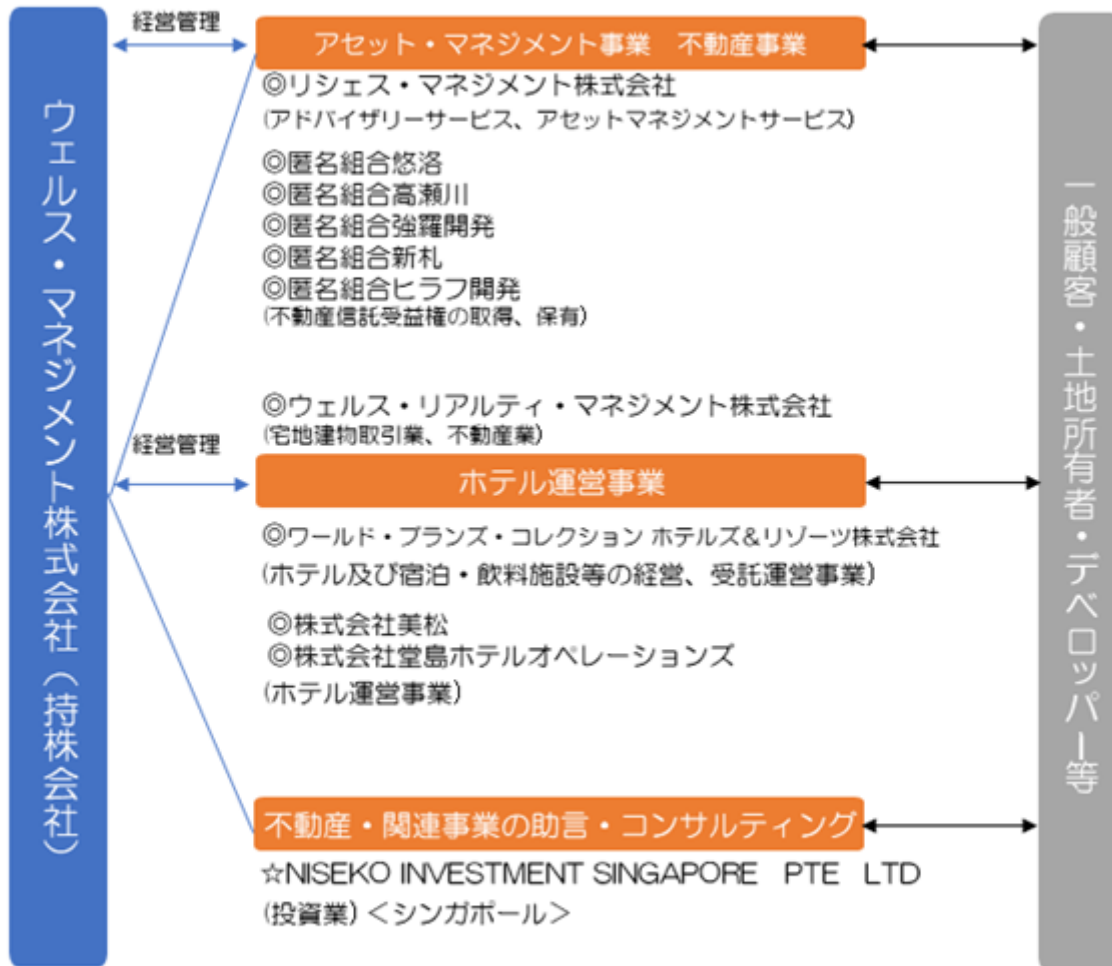 ウェルス・マネジメント株式会社（持株会社）
経営管理
アセット・マネジメント事業　不動産事業
◎リシェス・マネジメント株式会社
(アドバイザリーサービス、アセットマネジメントサービス)
◎匿名組合悠洛
◎匿名組合高瀬川
◎匿名組合強羅開発
◎匿名組合新札
◎匿名組合ヒラフ開発
(不動産信託受益権の取得、保有)
◎ウェルス・リアルティ・マネジメント株式会社
(宅地建物取引業、不動産業)
経営管理
ホテル運営事業
◎ワールド・ブランズ・コレクション ホテルズ＆リゾーツ株式会社
(ホテル及び宿泊・飲料施設等の経営、受託運営事業)
◎株式会社美松
◎株式会社堂島ホテルオペレーションズ
(ホテル運営事業)
不動産・関連事業の助言・コンサルティング
☆NISEKO INVESTMENT SINGAPORE　PTE　LTD
(投資業)＜シンガポール＞
一般顧客・土地所有者・デベロッパー等